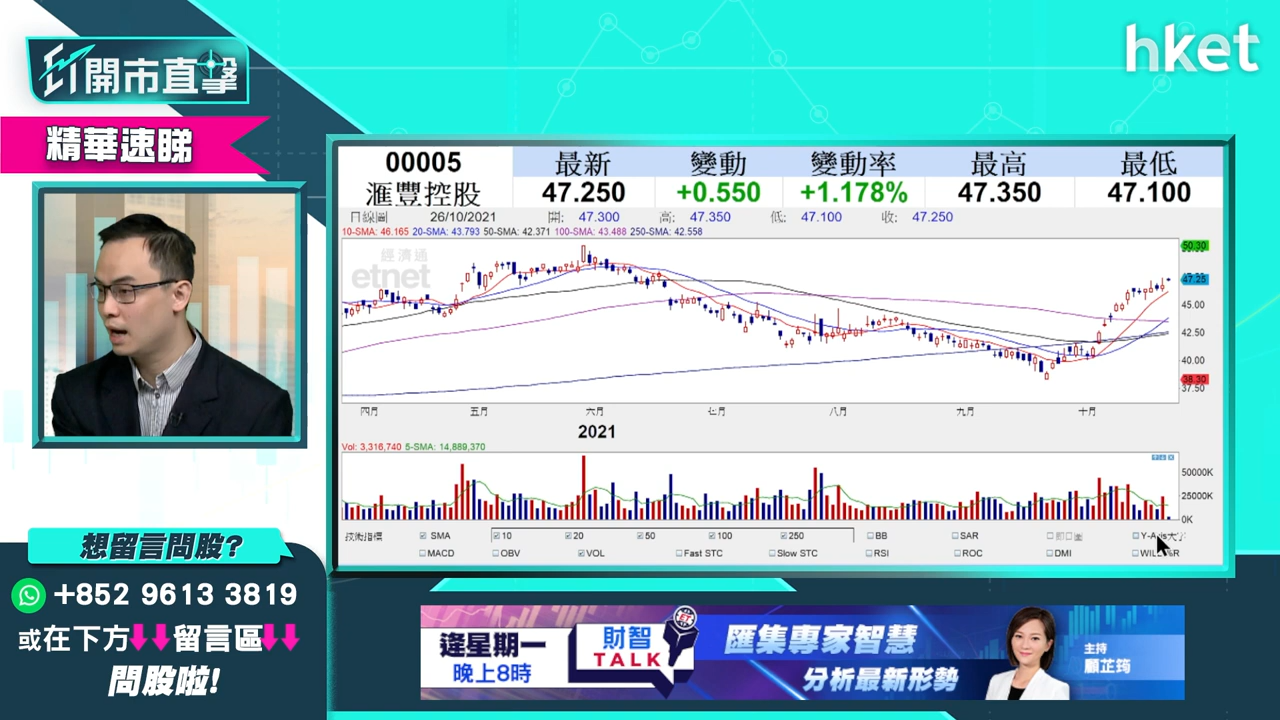 hket
開市直擊
精華速睇
00005
滙豐控股
最新 變動 變動率 最高 最低
47.250 +0.550 +1.178% 47.350 47.100
日線圖 26/10/2021 開: 47.300 高: 47.350 低: 47.100 收: 47.250
10-SMA: 46.165 20-SMA: 43.793 50-SMA: 42.371 100-SMA: 43.488 250-SMA: 42.558
經濟通
etnet
50.30
47.25
45.00
42.50
40.00
38.30
37.50
四月 五月 六月 七月 八月 九月 十月
2021
Vol: 3,316,740 5-SMA: 14,889,370
50000K
25000K
0K
技術指標 SMA 10 20 50 100 250 BB SAR
MACD OBV VOL Fast STC Slow STC RSI ROC DMI
想留言問股?
+852 9613 3819
或在下方留言區
問股啦!
逢星期一
晚上8時
財智
TALK
匯集專家智慧
分析最新形勢
主持
顧芷筠